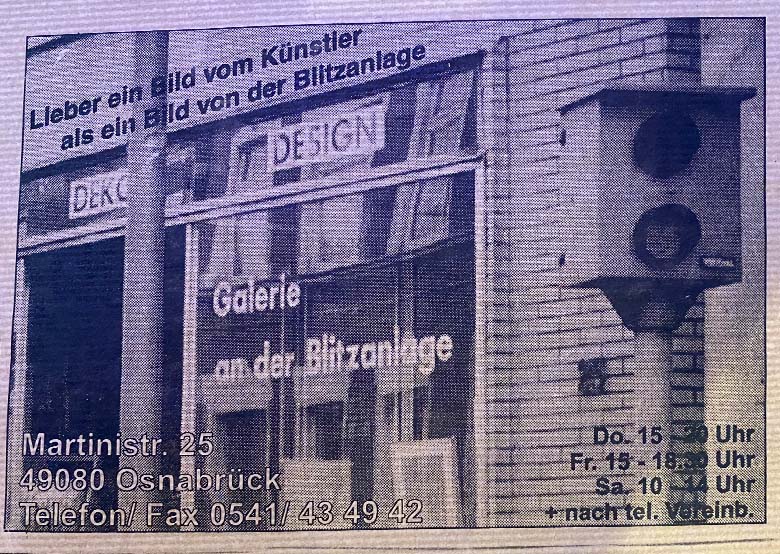 Lieber ein Bild vom Künstler
als ein Bild von der Blitzanlage
DEKO
DESIGN
Galerie
an der Blitzanlage
Martinistr. 25
49080 Osnabrück
Telefon/ Fax 0541/ 43 49 42
Do. 15 - 20 Uhr
Fr. 15 - 18.30 Uhr
Sa. 10 - 14 Uhr
+ nach tel. Vereinb.